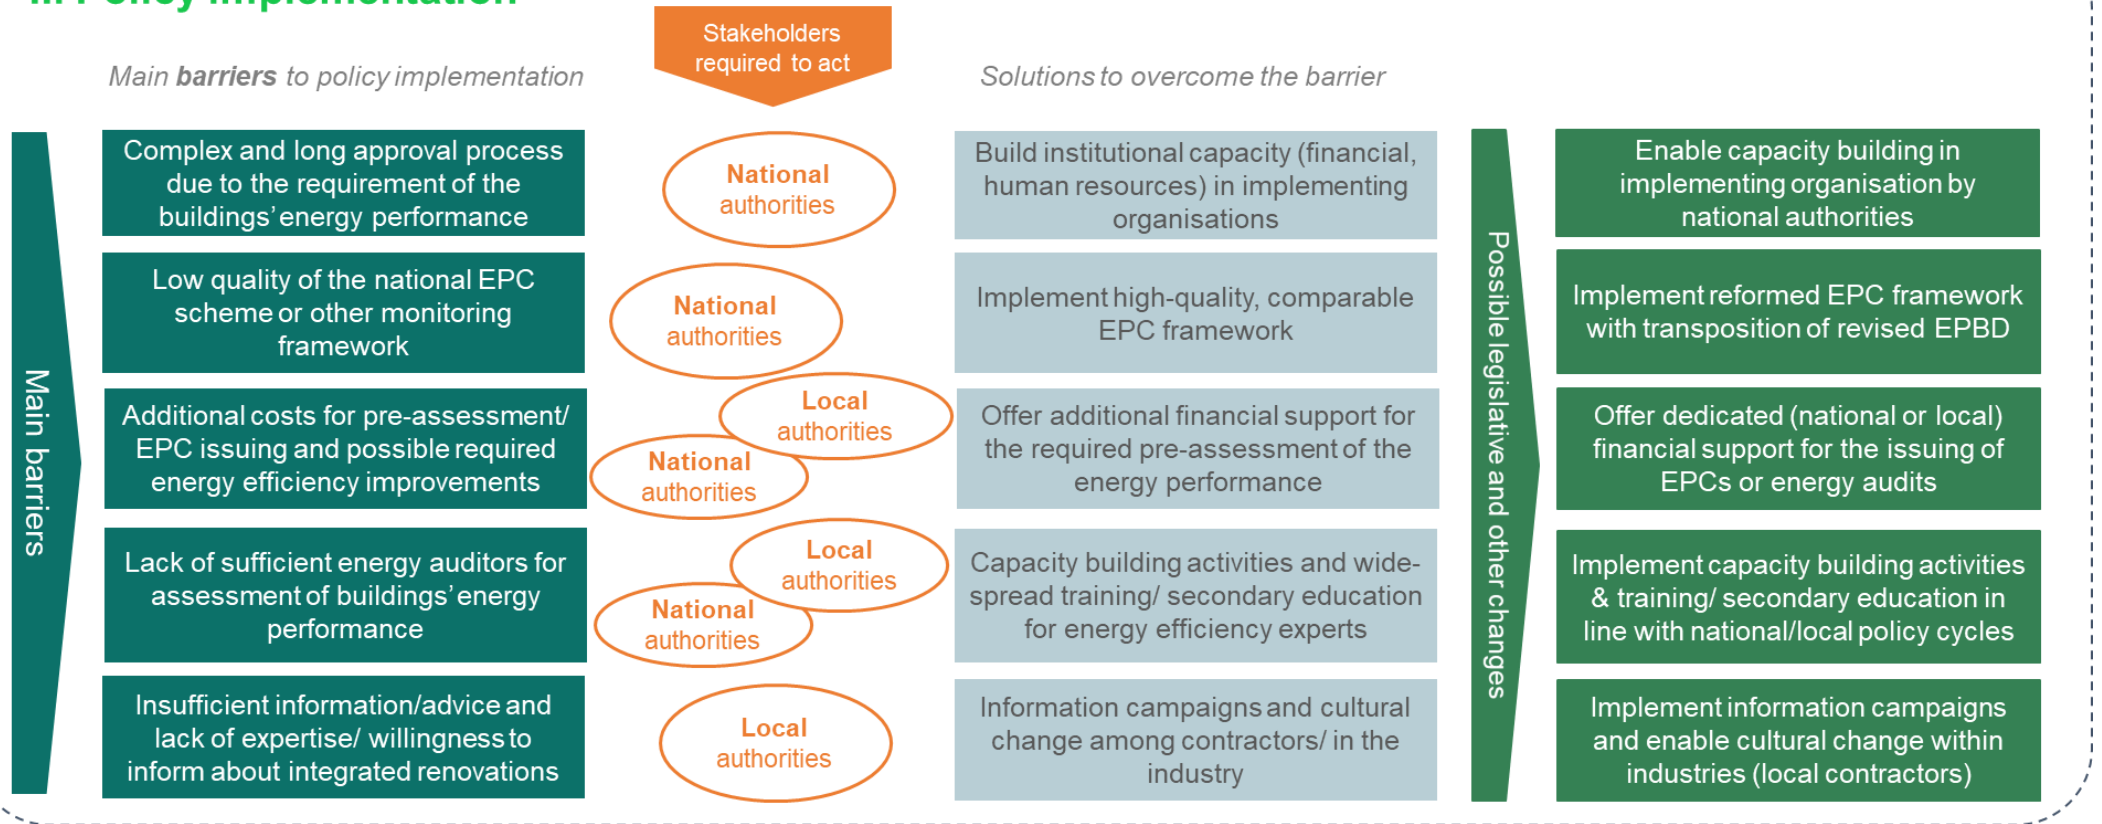 Policy implementation
Main barriers to policy implementation
Stakeholders
required to act
Solutions to overcome the barrier
Main barriers
Complex and long approval process
due to the requirement of the
buildings’ energy performance
National
authorities
Build institutional capacity (financial,
human resources) in implementing
organisations
Possible legislative and other changes
Enable capacity building in
implementing organisation by
national authorities
Low quality of the national EPC
scheme or other monitoring
framework
National
authorities
Implement high-quality, comparable
EPC framework
Implement reformed EPC framework
with transposition of revised EPBD
Additional costs for pre-assessment/
EPC issuing and possible required
energy efficiency improvements
Local
authorities
National
authorities
Offer additional financial support for
the required pre-assessment of the
energy performance
Offer dedicated (national or local)
financial support for the issuing of
EPCs or energy audits
Lack of sufficient energy auditors for
assessment of buildings’ energy
performance
Local
authorities
National
authorities
Capacity building activities and wide-
spread training/ secondary education
for energy efficiency experts
Implement capacity building activities
& training/ secondary education in
line with national/local policy cycles
Insufficient information/advice and
lack of expertise/ willingness to
inform about integrated renovations
Local
authorities
Information campaigns and cultural
change among contractors/ in the
industry
Implement information campaigns
and enable cultural change within
industries (local contractors)